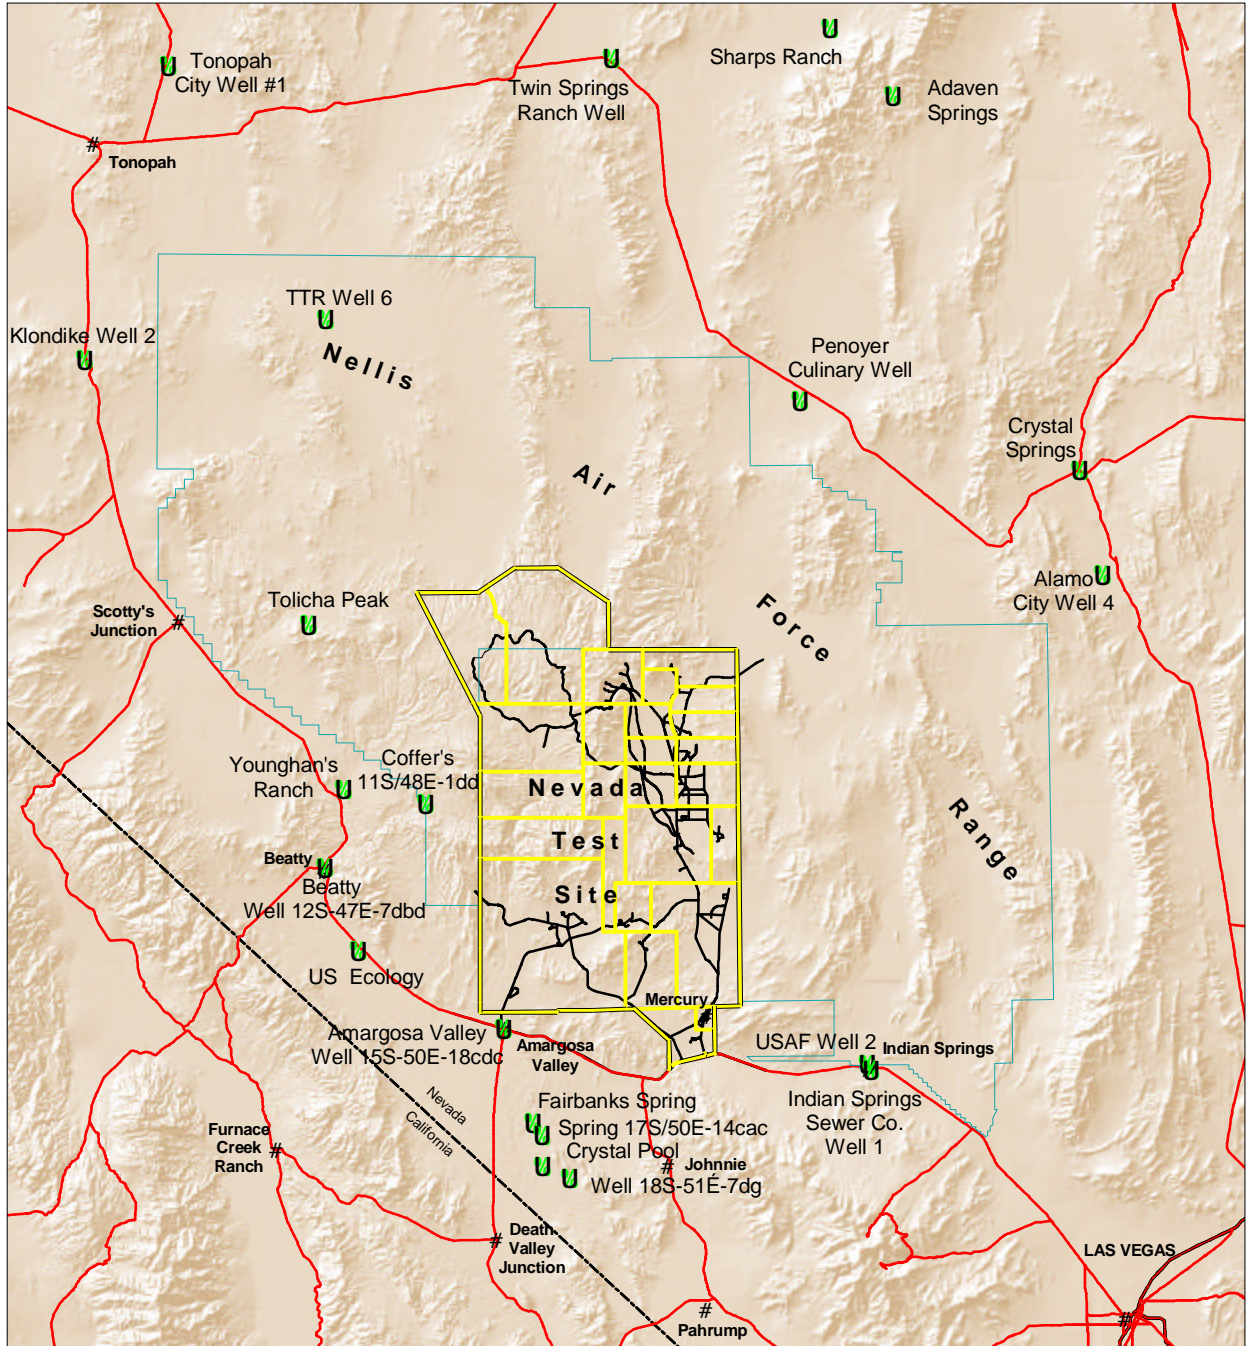 Sharps Ranch
Tonopah
City Well #1
Twin Springs
Ranch Well
Adaven
Springs
Tonopah
TTR Well 6
Klondike Well 2
Nellis
Penoyer
Culinary Well
Crystal
Springs
Air
Alamo
City Well 4
Tolicha Peak
Scotty's
Junction
Force
Younghan's
Ranch
Coffer's
11S/48E-1dd
Nevada
Test
Site
Range
Beatty
Beatty
Well 12S-47E-7dbd
US Ecology
Mercury
Amargosa Valley
Well 15S-50E-18cdc
Amargosa
Valley
USAF Well 2
Indian Springs
Indian Springs
Sewer Co.
Well 1
Nevada
California
Fairbanks Spring
Spring 17S/50E-14cac
Crystal Pool
Well 18S-51É-7dg
Johnnie
Furnace
Creek
Ranch
Death
Valley
Junction
LAS VEGAS
Pahrump